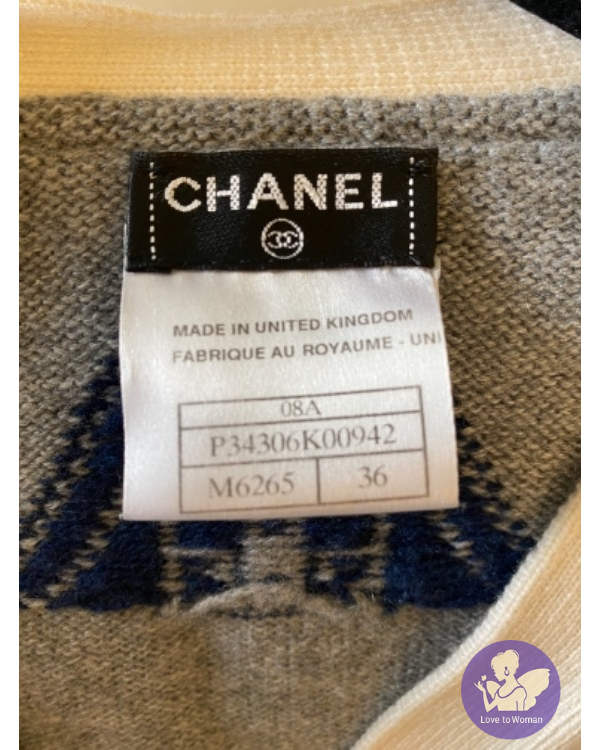 CHANEL
MADE IN UNITED KINGDOM
FABRIQUE AU ROYAUME - UNI
08A
P34306K00942
M6265
36
Love to Woman